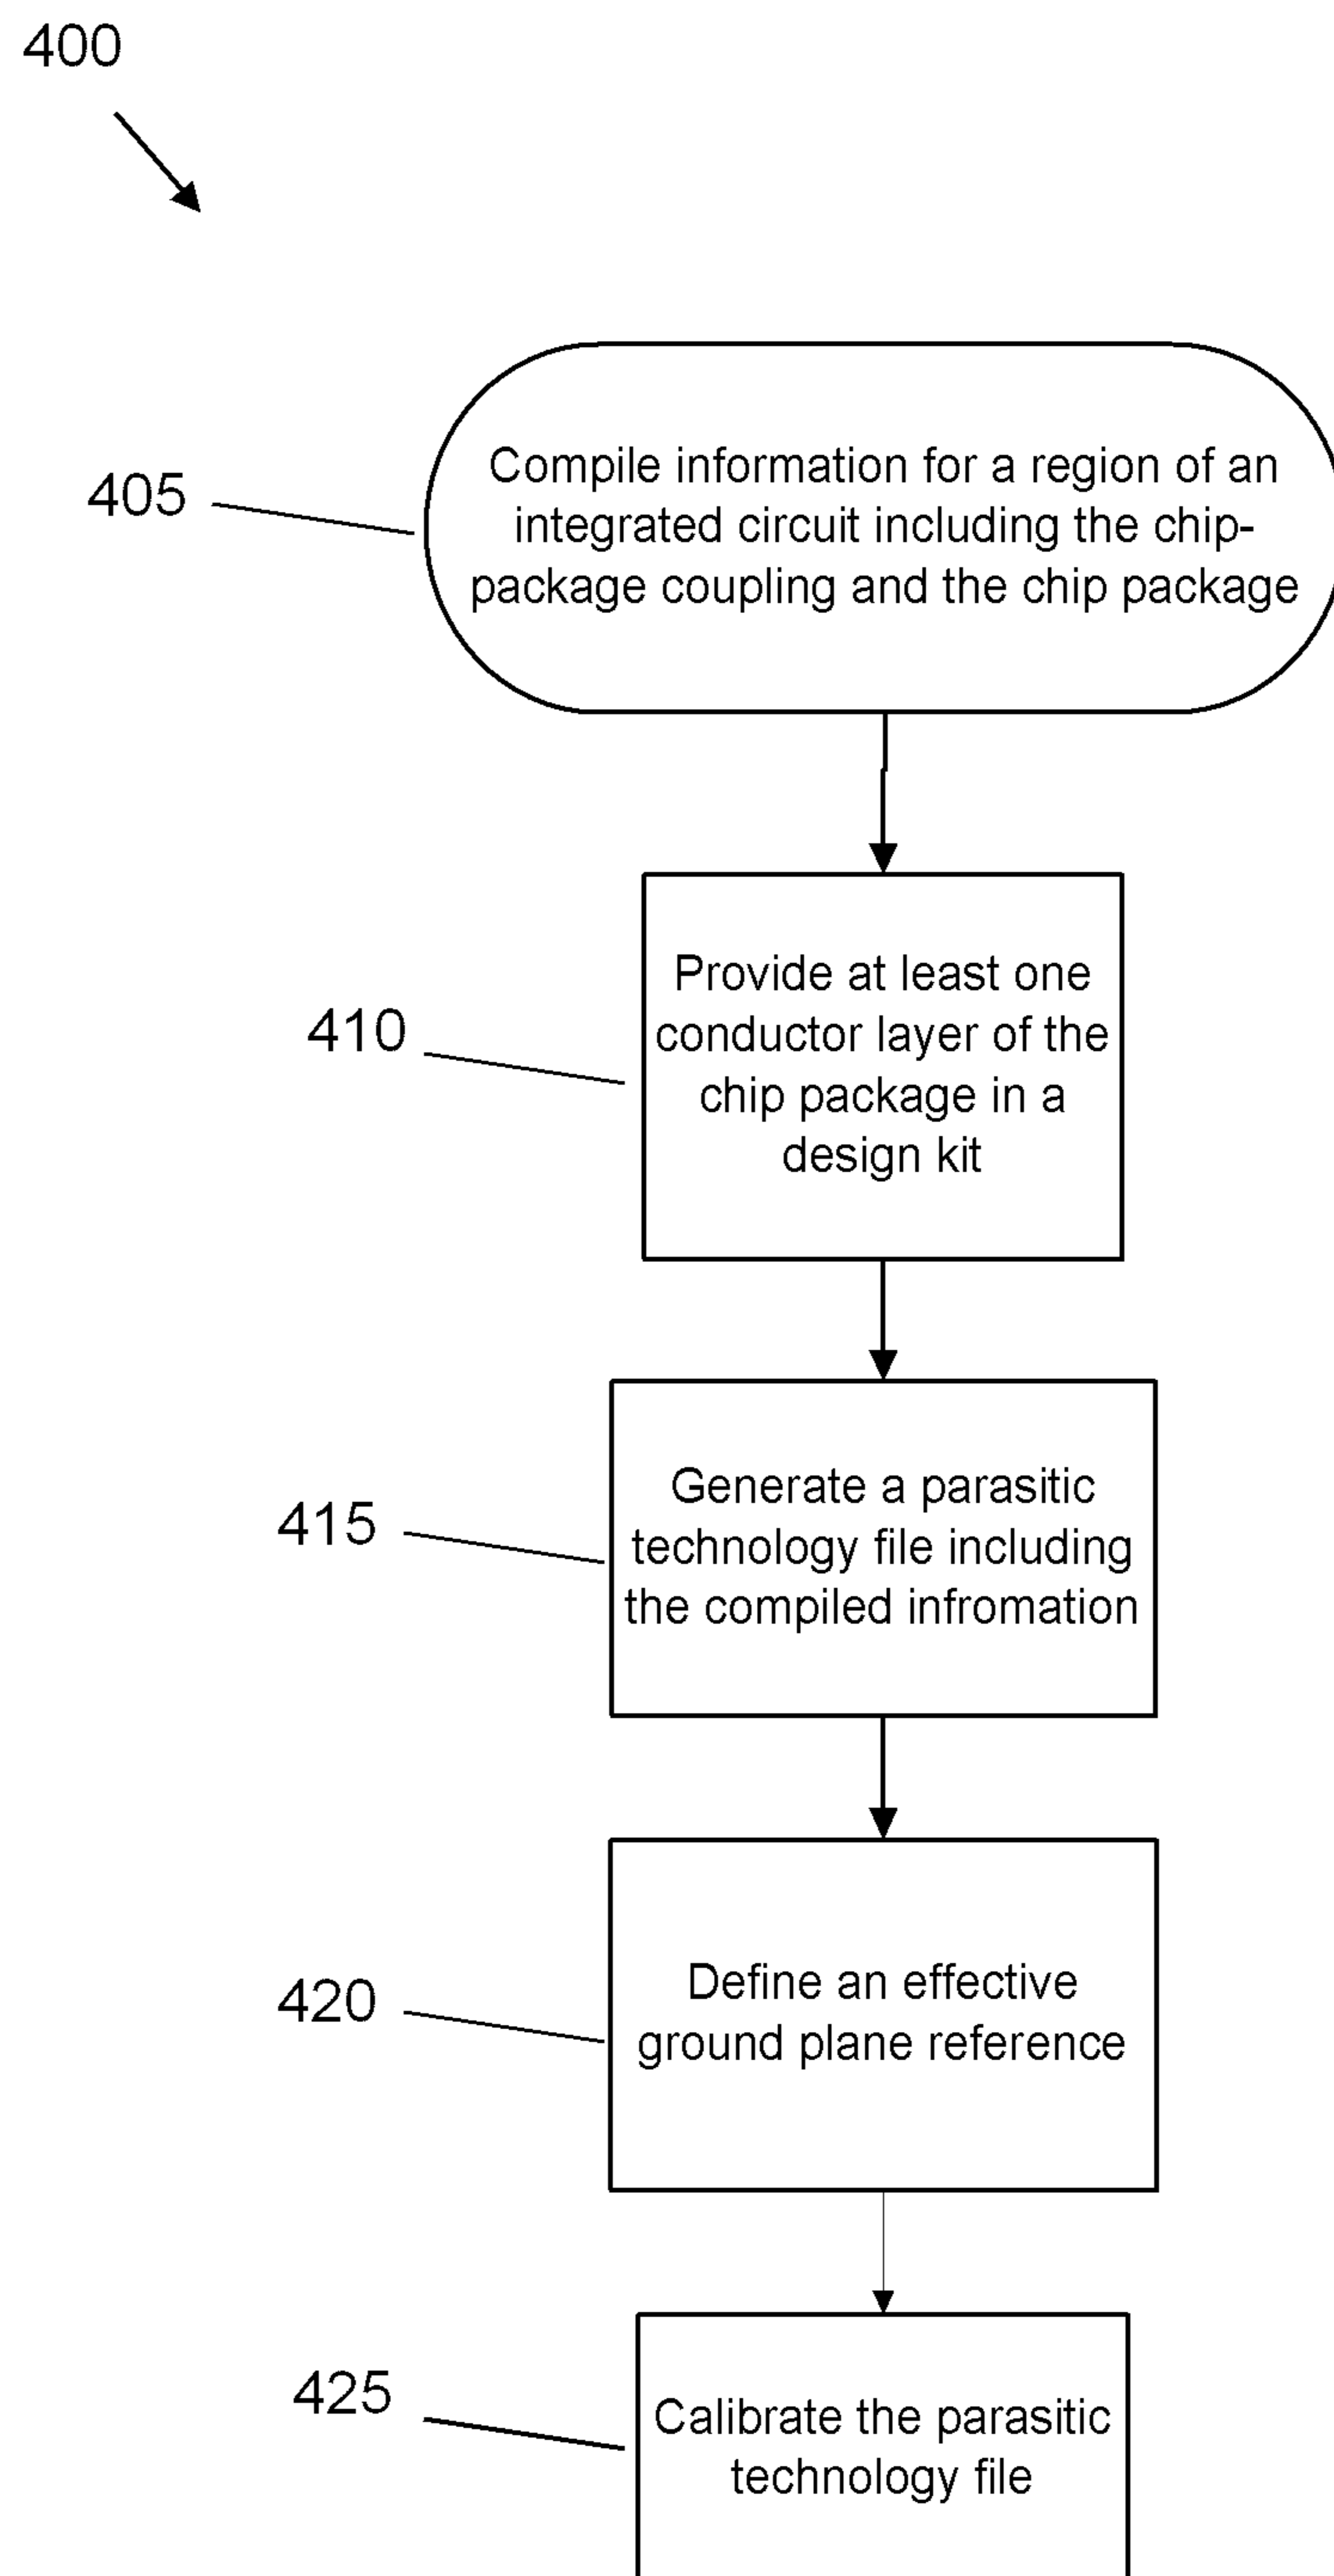 400
405
Compile information for a region of an
integrated circuit including the chip-
package coupling and the chip package
410
Provide at least one
conductor layer of the
chip package in a
design kit
415
Generate a parasitic
technology file including
the compiled infromation
420
Define an effective
ground plane reference
425
Calibrate the parasitic
technology file